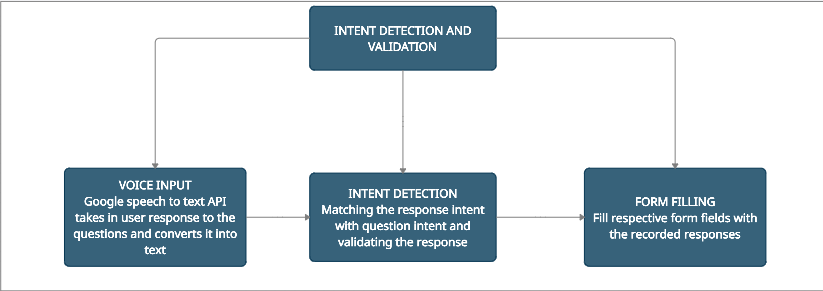 INTENT DETECTION AND
VALIDATION
VOICE INPUT
Google speech to text API
takes in user response to the
questions and converts it into
text
INTENT DETECTION
Matching the response intent
with question intent and
validating the response
FORM FILLING
Fill respective form fields with
the recorded responses